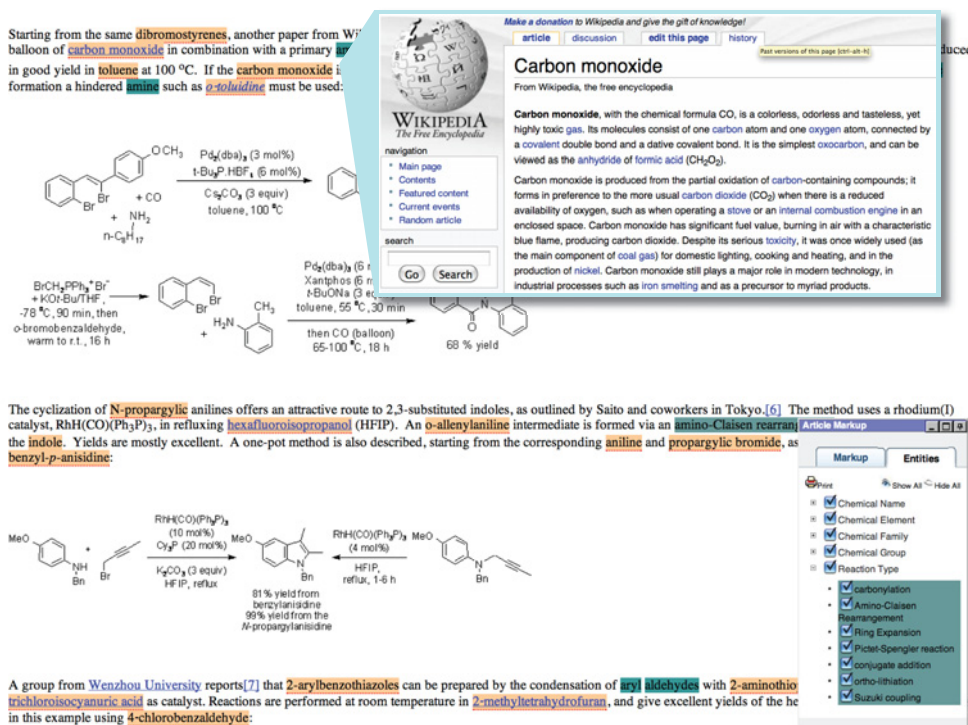 Starting from the same dibromostyrenes, another paper from
balloon of carbon monoxide in combination with a primary
in good yield in toluene at 100 °C. If the carbon monoxide
formation a hindered amine such as o-toluidine must be used:
Make a donation to Wikipedia and give the gift of knowledge!
article discussion edit this page history
Past versions of this page [ctrl-alt-h]
Carbon monoxide
From Wikipedia, the free encyclopedia
Carbon monoxide, with the chemical formula CO, is a colorless, odorless and tasteless, yet
highly toxic gas. Its molecules consist of one carbon atom and one oxygen atom, connected by
a covalent double bond and a dative covalent bond. It is the simplest oxocarbon, and can be
viewed as the anhydride of formic acid (CH₂O₂).
Carbon monoxide is produced from the partial oxidation of carbon-containing compounds; it
forms in preference to the more usual carbon dioxide (CO₂) when there is a reduced
availability of oxygen, such as when operating a stove or an internal combustion engine in an
enclosed space. Carbon monoxide has significant fuel value, burning in air with a characteristic
blue flame, producing carbon dioxide. Despite its serious toxicity, it was once widely used (as
the main component of coal gas) for domestic lighting, cooking and heating, and in the
production of nickel. Carbon monoxide still plays a major role in modern technology, in
industrial processes such as iron smelting and as a precursor to myriad products.
WIKIPEDIA
The Free Encyclopedia
navigation
Main page
Contents
Featured content
Current events
Random article
search
Go Search
OCH₃
Br
Br
+ CO
+ NH₂
n-C₈H₁₇
Pd₂(dba)₃ (3 mol%)
t-Bu₃P.HBF₄ (6 mol%)
Cs₂CO₃ (3 equiv)
toluene, 100 °C
BrCH₂PPh₃⁺Br⁻
+ KOt-Bu/THF,
-78 °C, 90 min, then
o-bromobenzaldehyde,
warm to r.t., 16 h
Br
Br
+
H₂N
CH₃
Pd₂(dba)₃ (6
Xantphos (6
t-BuONa (3
toluene, 55 °C, 30 min
then CO (balloon)
65-100 °C, 18 h
N
O
68 % yield
The cyclization of N-propargylic anilines offers an attractive route to 2,3-substituted indoles, as outlined by Saito and coworkers in Tokyo.[6] The method uses a rhodium(I)
catalyst, RhH(CO)(Ph₃P)₃, in refluxing hexafluoroisopropanol (HFIP). An o-allenylaniline intermediate is formed via an amino-Claisen
the indole. Yields are mostly excellent. A one-pot method is also described, starting from the corresponding aniline and propargylic bromide,
benzyl-p-anisidine:
MeO
NH
Bn
+
Br
RhH(CO)(Ph₃P)₃
(10 mol%)
Cy₃P (20 mol%)
K₂CO₃ (3 equiv)
HFIP, reflux
MeO
N
Bn
81% yield from
benzylanisidine
99% yield from the
N-propargylanisidine
RhH(CO)(Ph₃P)₃
(4 mol%)
HFIP,
reflux, 1-6 h
MeO
N
Bn
Article Markup
Markup Entities
Print Show All Hide All
Chemical Name
Chemical Element
Chemical Family
Chemical Group
Reaction Type
carbonylation
Amino-Claisen
Rearrangement
Ring Expansion
Pictet-Spengler reaction
conjugate addition
ortho-lithiation
Suzuki coupling
A group from Wenzhou University reports[7] that 2-arylbenzothiazoles can be prepared by the condensation of aryl aldehydes with
trichloroisocyanuric acid as catalyst. Reactions are performed at room temperature in 2-methyltetrahydrofuran, and give excellent yields of the
in this example using 4-chlorobenzaldehyde: